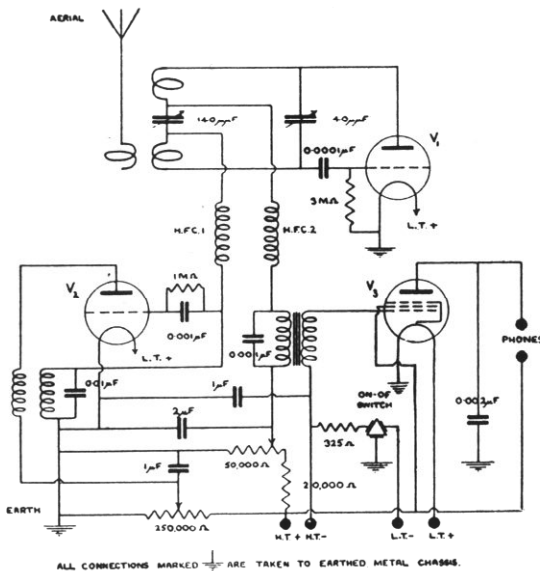 AERIAL
140μμF
40μμF
0.0001μF
V1
3MΩ
L.T.+
H.F.C.1
H.F.C.2
1MΩ
V2
0.001μF
L.T.+
V3
0.001μF
PHONES
0.01μF
1μF
ON-OF
SWITCH
0.002μF
2μF
325Ω
1μF
50,000Ω
20,000Ω
EARTH
250,000Ω
H.T+ H.T-
L.T- L.T+
ALL CONNECTIONS MARKED ARE TAKEN TO EARTHED METAL CHASSIS.